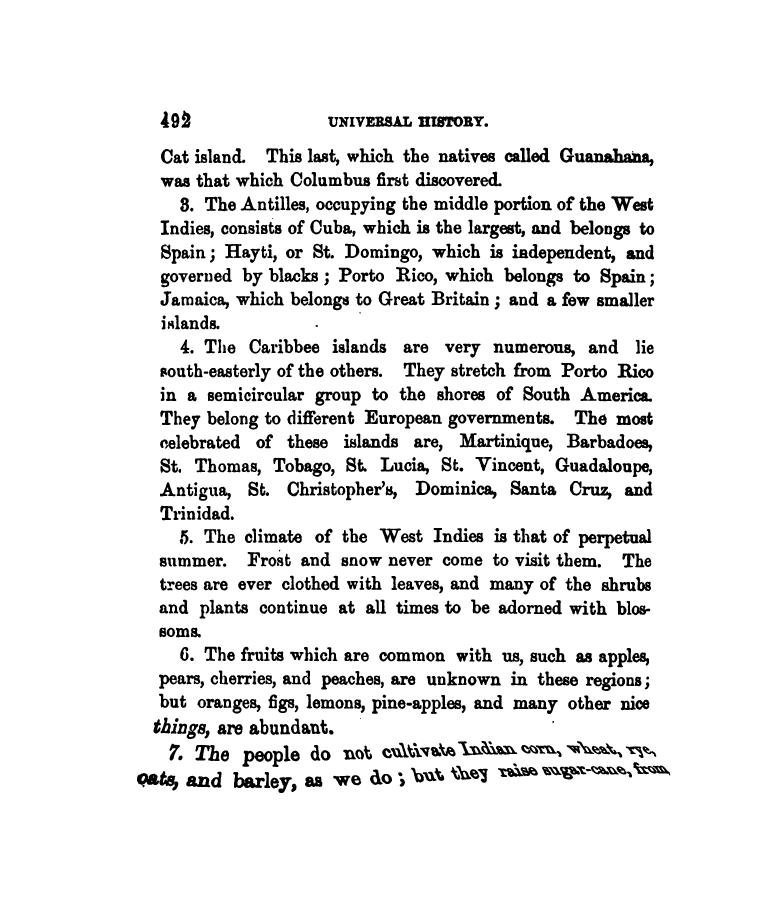 492 UNIVERSAL HISTORY.
Cat island. This last, which the natives called Guanahana,
was that which Columbus first discovered.
3. The Antilles, occupying the middle portion of the West
Indies, consists of Cuba, which is the largest, and belongs to
Spain; Hayti, or St. Domingo, which is independent, and
governed by blacks; Porto Rico, which belongs to Spain;
Jamaica, which belongs to Great Britain; and a few smaller
islands.
4. The Caribbee islands are very numerous, and lie
south-easterly of the others. They stretch from Porto Rico
in a semicircular group to the shores of South America.
They belong to different European governments. The most
celebrated of these islands are, Martinique, Barbadoes,
St. Thomas, Tobago, St. Lucia, St. Vincent, Guadaloupe,
Antigua, St. Christopher's, Dominica, Santa Cruz, and
Trinidad.
5. The climate of the West Indies is that of perpetual
summer. Frost and snow never come to visit them. The
trees are ever clothed with leaves, and many of the shrubs
and plants continue at all times to be adorned with blos-
soms.
6. The fruits which are common with us, such as apples,
pears, cherries, and peaches, are unknown in these regions;
but oranges, figs, lemons, pine-apples, and many other nice
things, are abundant.
7. The people do not cultivate Indian corn, wheat, rye,
oats, and barley, as we do; but they raise sugar-cane, from